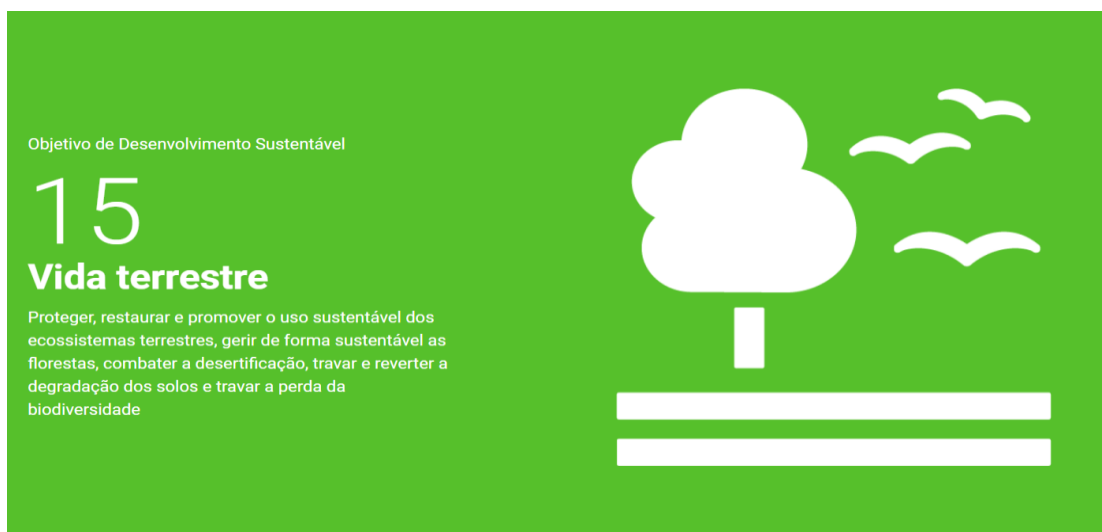 Objetivo de Desenvolvimento Sustentável
15
Vida terrestre
Proteger, restaurar e promover o uso sustentável dos
ecossistemas terrestres, gerir de forma sustentável as
florestas, combater a desertificação, travar e reverter a
degradação dos solos e travar a perda da
biodiversidade